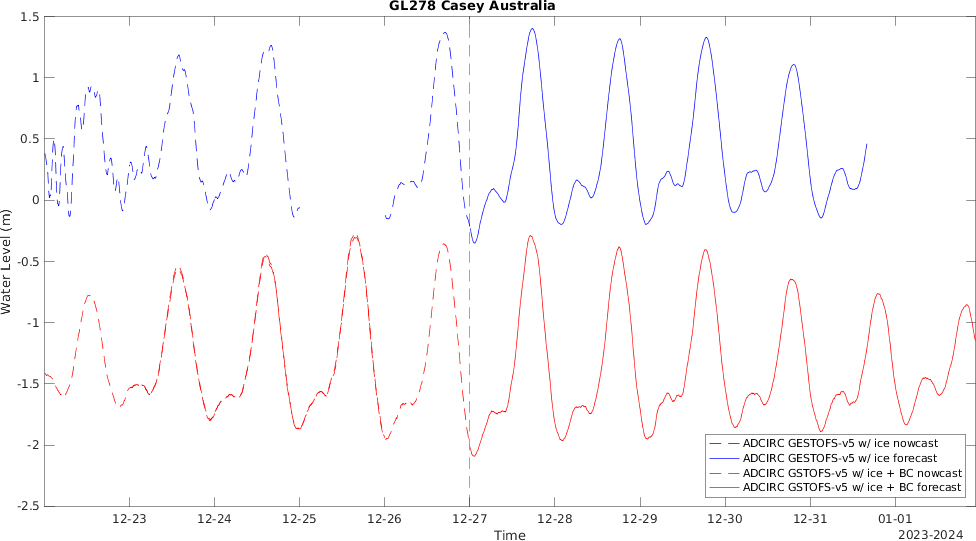 GL278 Casey Australia
1.5
1
0.5
0
-0.5
-1
-1.5
-2
-2.5
Water Level (m)
12-23 12-24 12-25 12-26 12-27 12-28 12-29 12-30 12-31 01-01
Time
2023-2024
ADCIRC GESTOFS-v5 w/ ice nowcast
ADCIRC GESTOFS-v5 w/ ice forecast
ADCIRC GSTOFS-v5 w/ ice + BC nowcast
ADCIRC GSTOFS-v5 w/ ice + BC forecast